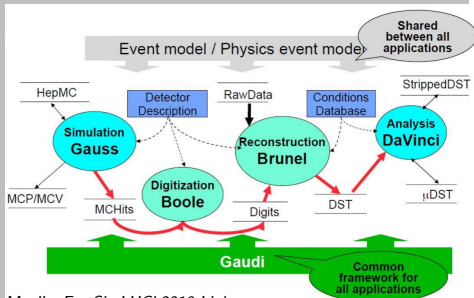 Shared
between all
applications
Event model / Physics event model
StrippedDST
HepMC
Detector
Description
RawData
Conditions
Database
Simulation
Gauss
Analysis
DaVinci
Reconstruction
Brunel
Digitization
Boole
MCP/MCV
MCHits
Digits
DST
µDST
Gaudi
Common
framework for
all applications